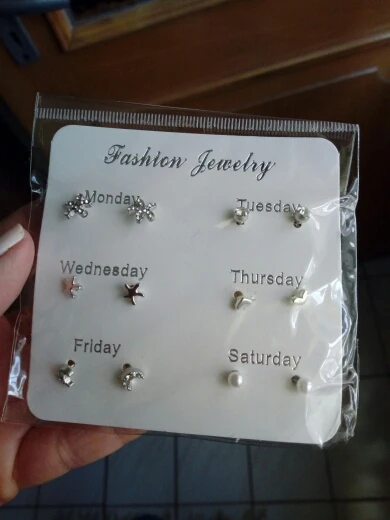 Fashion Jewelry
Monday Tuesday
Wednesday Thursday
Friday Saturday